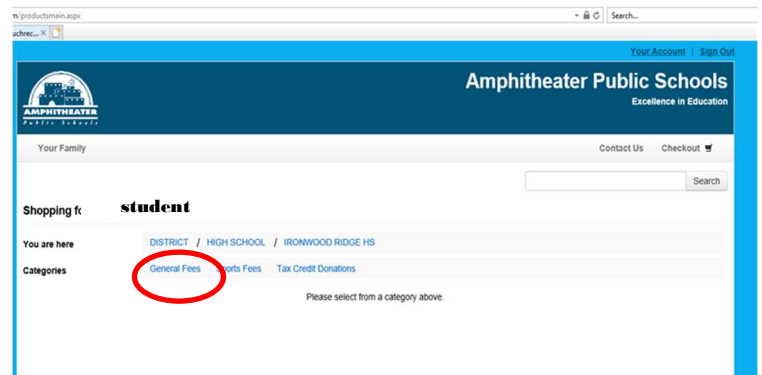 m/productsmain.aspx
Search...
uchrec... X
Your Account | Sign Out
AMPHITHEATER
Public Schools
Amphitheater Public Schools
Excellence in Education
Your Family
Contact Us
Checkout
Search
Shopping fo
student
You are here
DISTRICT / HIGH SCHOOL / IRONWOOD RIDGE HS
Categories
General Fees Sports Fees Tax Credit Donations
Please select from a category above.